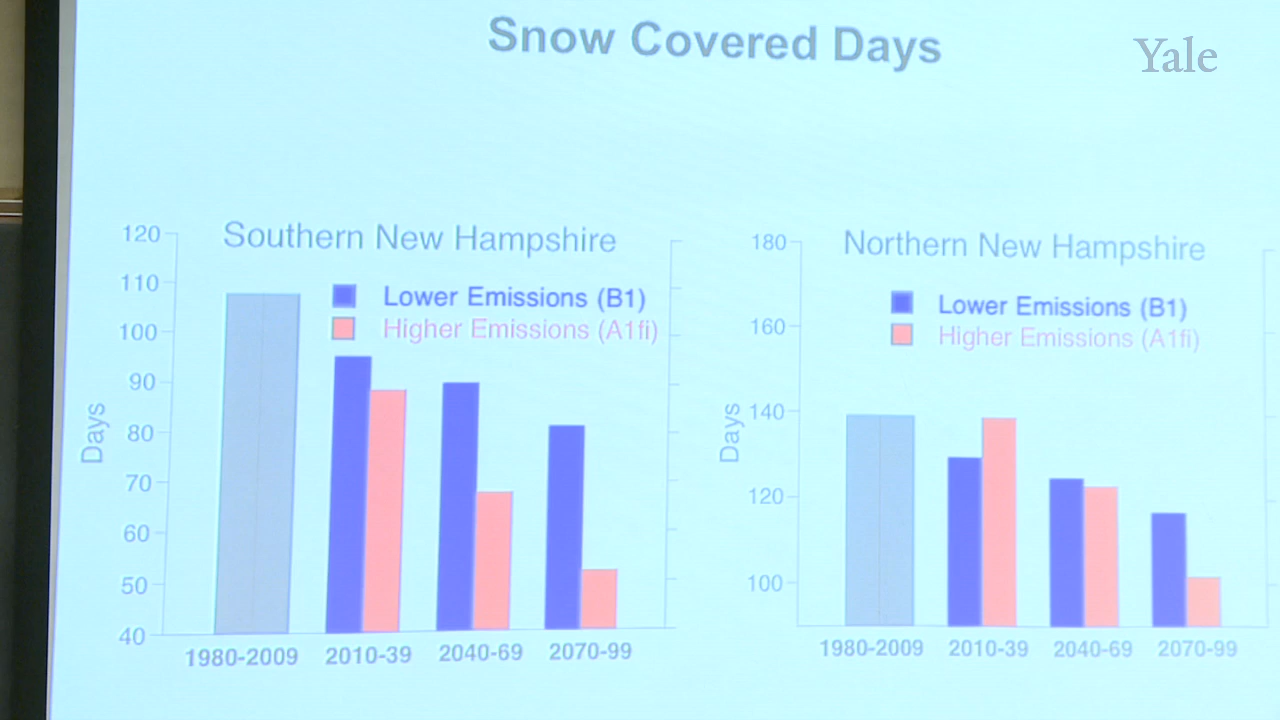 Snow Covered Days
Yale
Southern New Hampshire
Lower Emissions (B1)
Higher Emissions (A1fi)
120
110
100
90
80
70
60
50
40
Days
1980-2009
2010-39
2040-69
2070-99
Northern New Hampshire
Lower Emissions (B1)
Higher Emissions (A1fi)
180
160
140
120
100
Days
1980-2009
2010-39
2040-69
2070-99